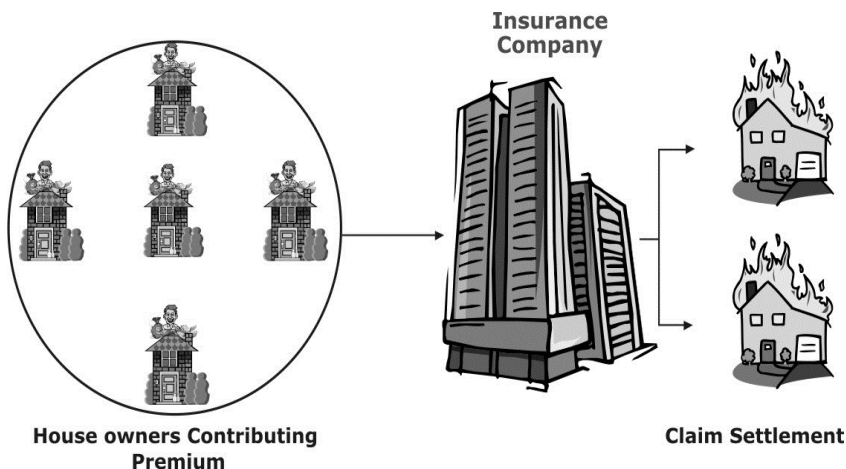 Insurance
Company
House owners Contributing
Premium
Claim Settlement